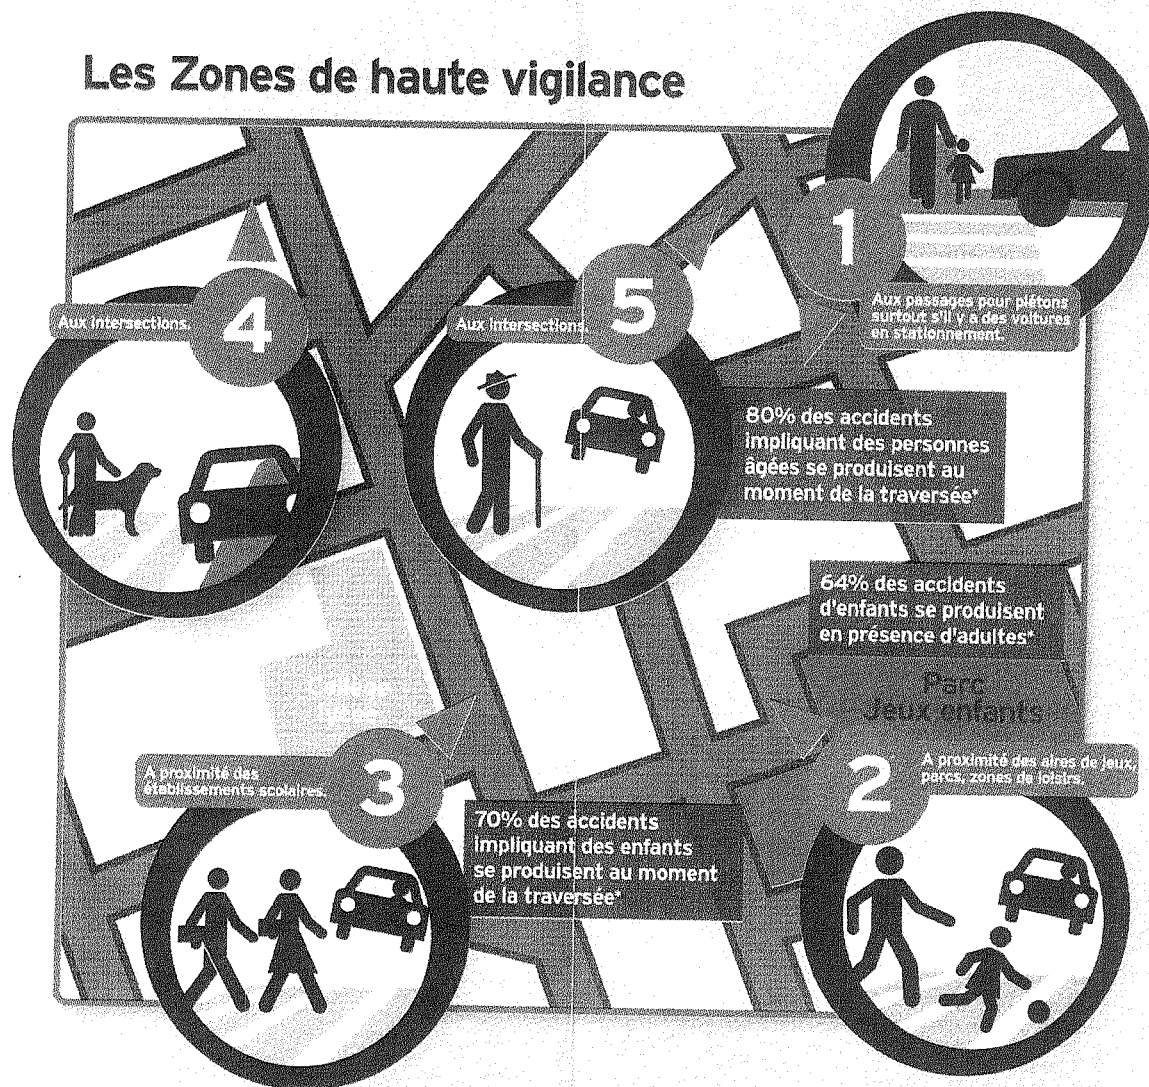 Les Zones de haute vigilance
1
Aux passages pour piétons
surtout s'il y a des voitures
en stationnement.
4
Aux intersections.
5
Aux intersections.
80% des accidents
impliquant des personnes
âgées se produisent au
moment de la traversée*
64% des accidents
d'enfants se produisent
en présence d'adultes*
Parc
Jeux enfants
2
A proximité des aires de jeux,
parcs, zones de loisirs.
3
A proximité des
établissements scolaires.
70% des accidents
impliquant des enfants
se produisent au moment
de la traversée*